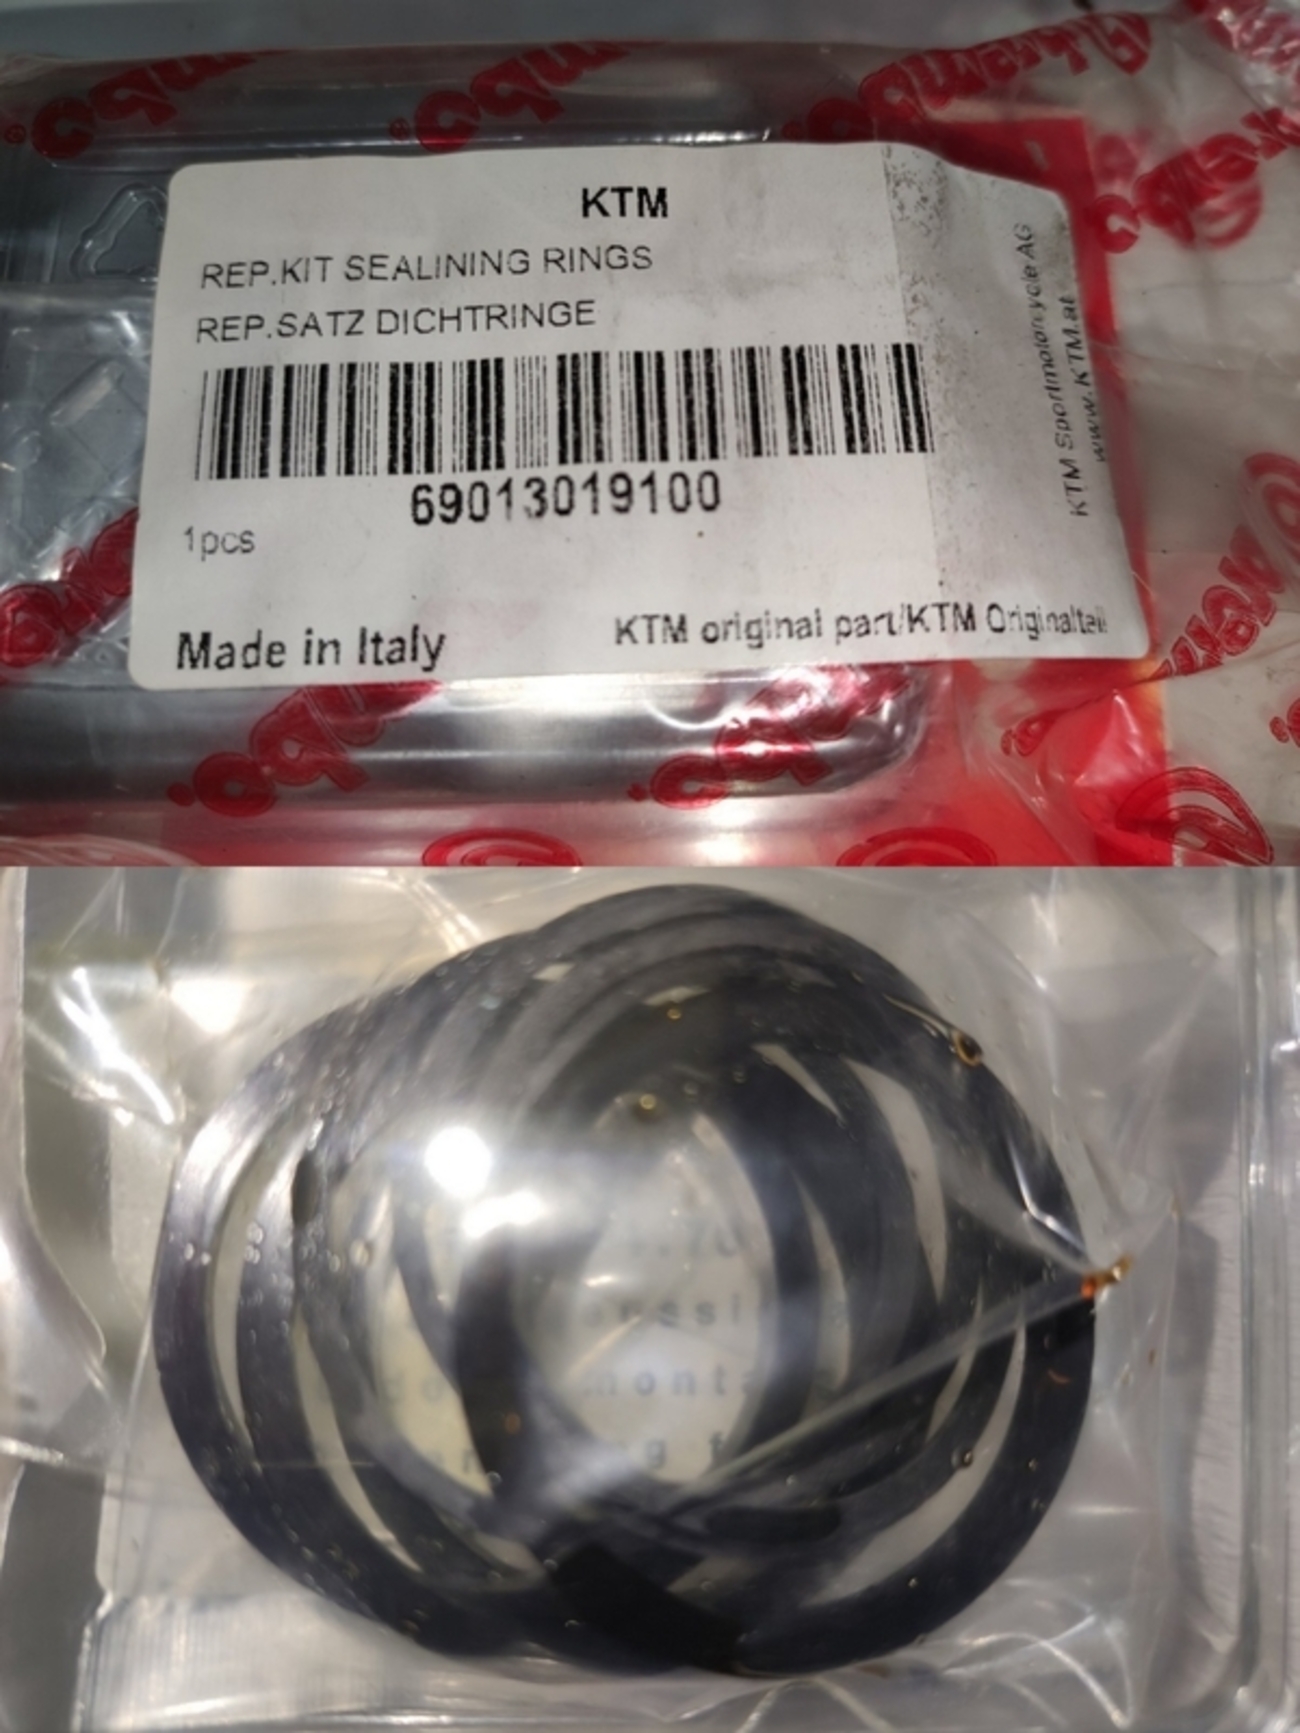 brembo
KTM
REP.KIT SEALINING RINGS
REP.SATZ DICHTRINGE
69013019100
1pcs
Made in Italy
KTM original part/KTM Originalteil
KTM Sportmotorcycle AG
www.KTM.at